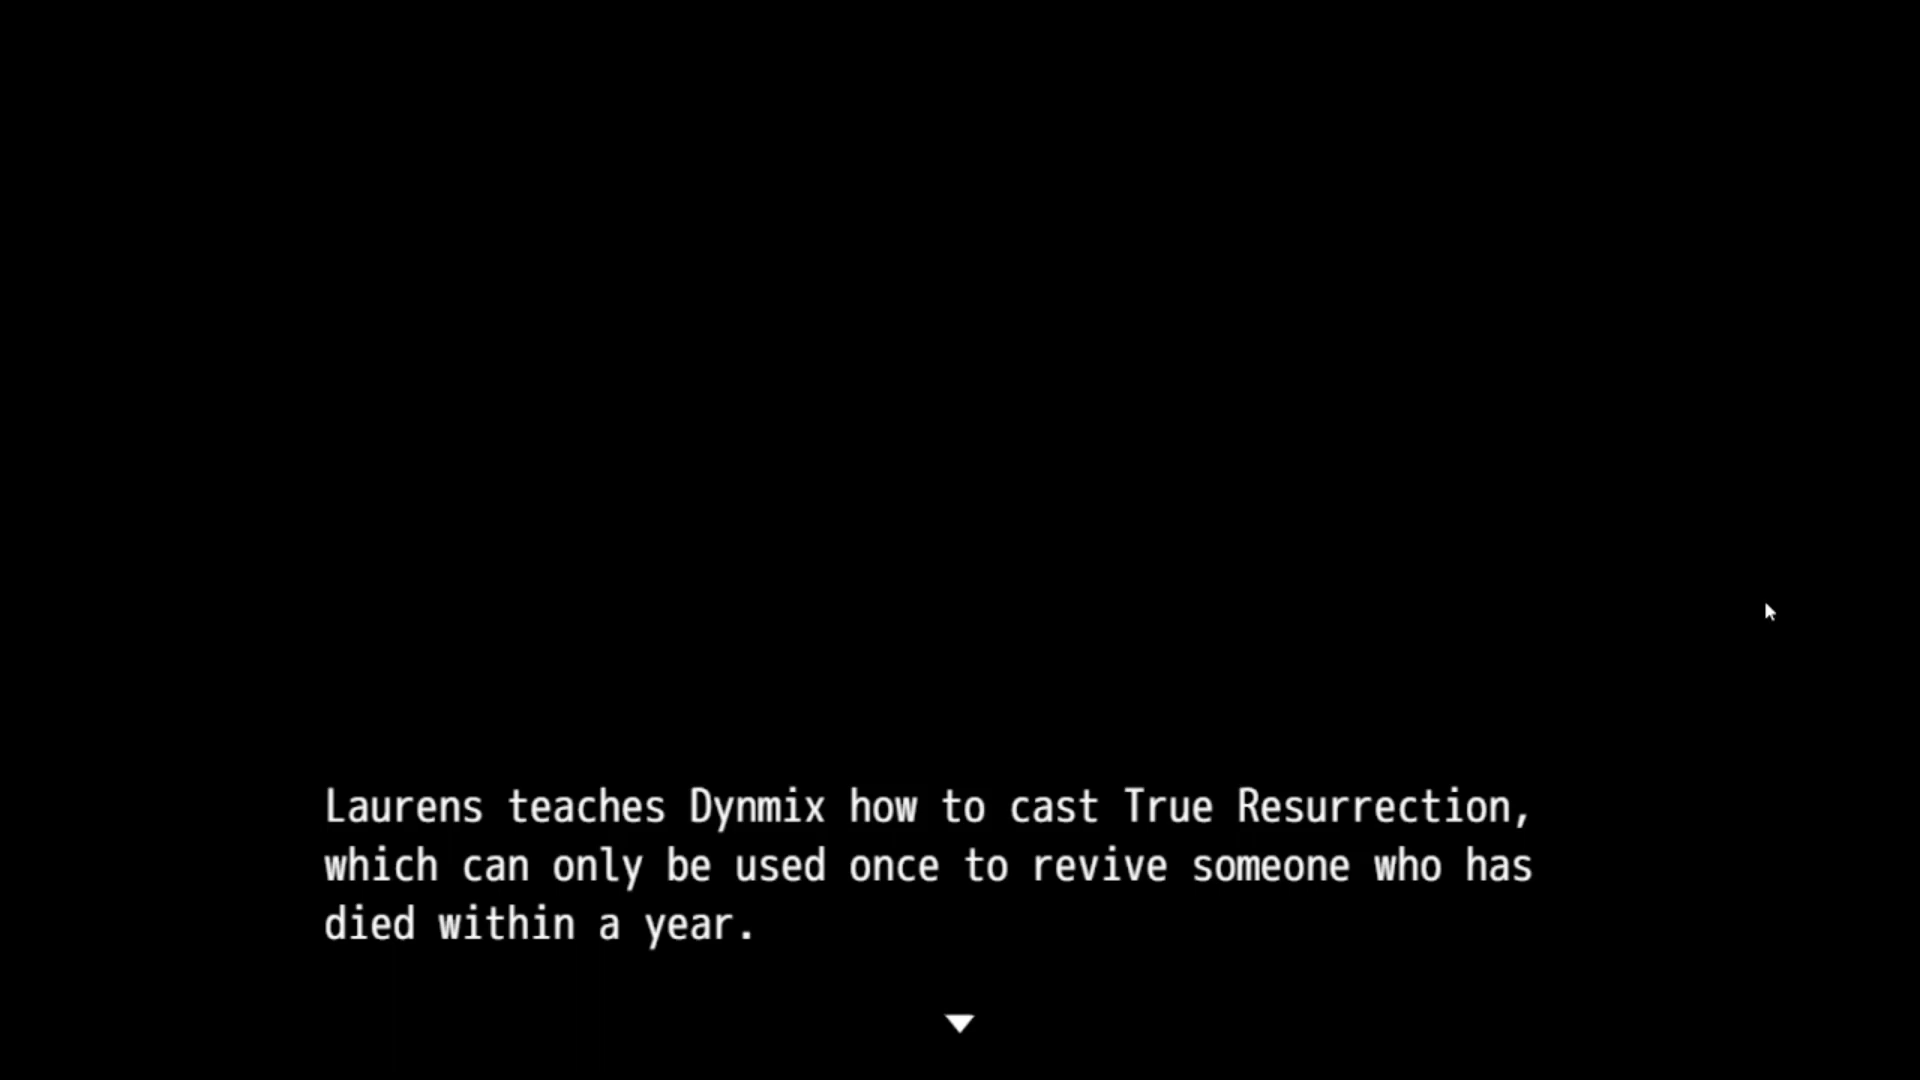 Laurens teaches Dynmix how to cast True Resurrection,
which can only be used once to revive someone who has
died within a year.